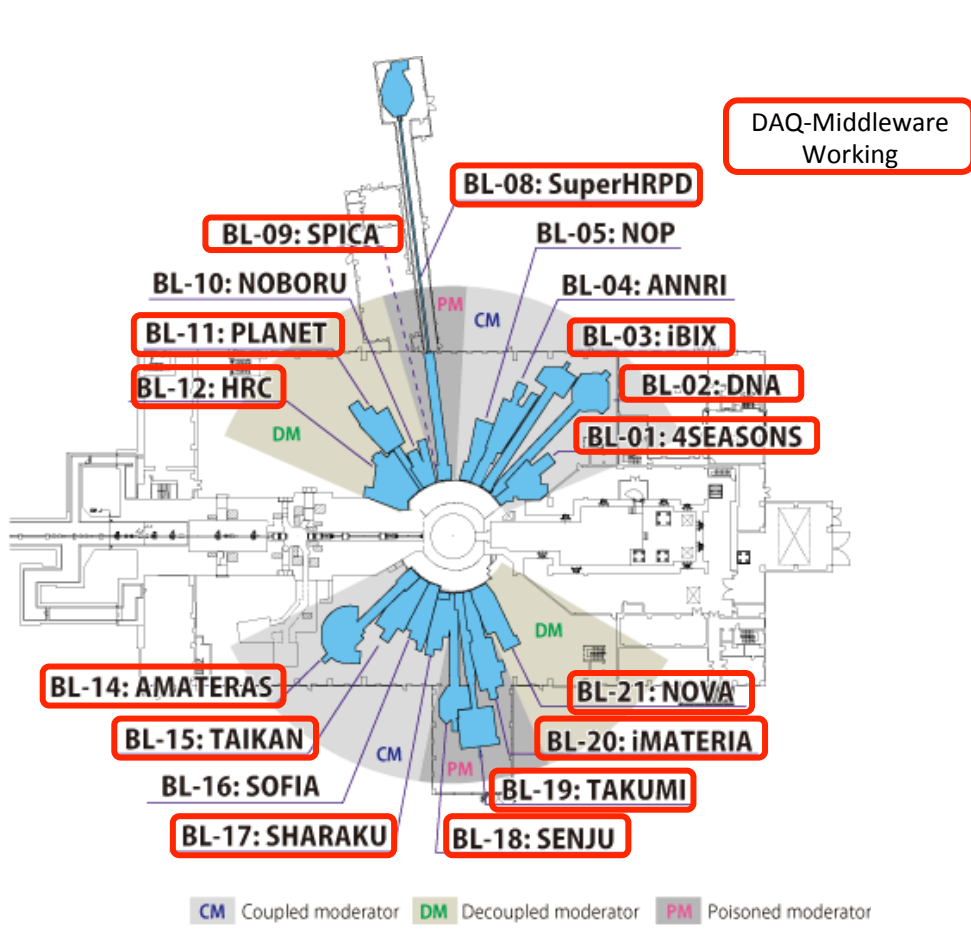 DAQ-Middleware
Working
BL-08: SuperHRPD
BL-09: SPICA
BL-05: NOP
BL-10: NOBORU
BL-04: ANNRI
PM
CM
BL-11: PLANET
BL-03: iBIX
BL-12: HRC
BL-02: DNA
DM
BL-01: 4SEASONS
DM
BL-14: AMATERAS
BL-21: NOVA
BL-15: TAIKAN
BL-20: iMATERIA
CM
PM
BL-16: SOFIA
BL-19: TAKUMI
BL-17: SHARAKU
BL-18: SENJU
CM Coupled moderator DM Decoupled moderator PM Poisoned moderator